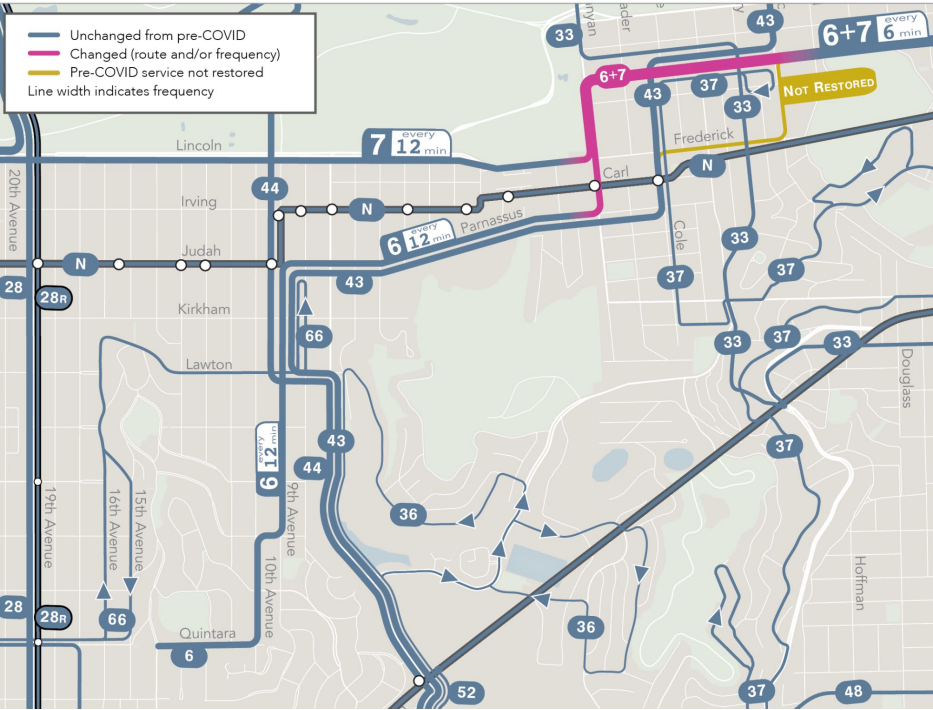 Unchanged from pre-COVID
Changed (route and/or frequency)
Pre-COVID service not restored
Line width indicates frequency
33
43
6+7 every 6 min
6+7
43
37
33
NOT RESTORED
Frederick
Lincoln
7 every 12 min
N
Carl
20th Avenue
44
Irving
N
Parnassus
6 every 12 min
Cole
33
Judah
N
43
37
37
28
28R
Kirkham
66
33
37
33
Lawton
Douglass
43
44
6 every 12 min
37
19th Avenue
16th Avenue
15th Avenue
9th Avenue
36
10th Avenue
Hoffman
28
28R
66
36
Quintara
6
52
37
48